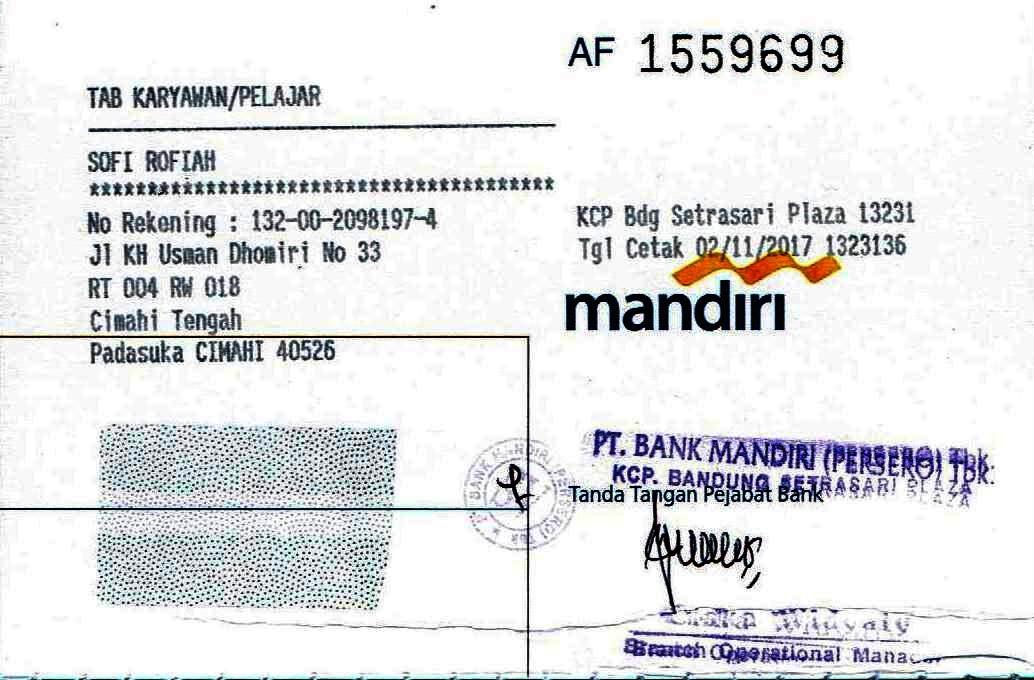 AF 1559699
TAB KARYAWAN/PELAJAR
SOFI ROFIAH
*****************************************
No Rekening : 132-00-2098197-4
Jl KH Usman Dhomiri No 33
RT 004 RW 018
Cimahi Tengah
Padasuka CIMAHI 40526
KCP Bdg Setrasari Plaza 13231
Tgl Cetak 02/11/2017 1323136
mandiri
PT. BANK MANDIRI (PERSERO) Tbk.
KCP. BANDUNG SETRASARI PLAZA
Tanda Tangan Pejabat Bank
Branch Operational Manager
BANK MANDIRI (PERSERO) Tbk